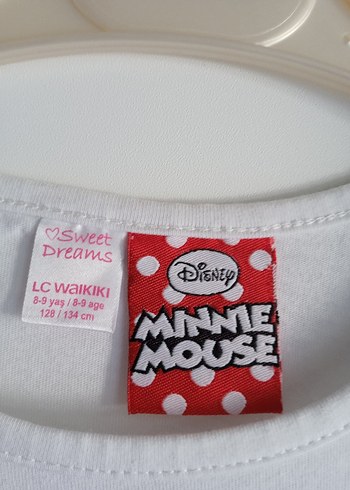 Sweet
Dreams
LC WAIKIKI
8-9 yaş / 8-9 age
128 / 134 cm
Disney
MINNIE
MOUSE